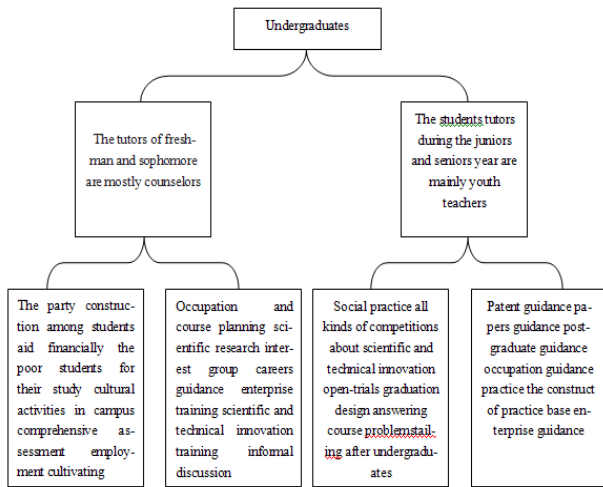 Undergraduates
The tutors of fresh-
man and sophomore
are mostly counselors
The students tutors
during the juniors
and seniors year are
mainly youth
teachers
The party construc-
tion among students
aid financially the
poor students for
their study cultural
activities in campus
comprehensive as-
sessment employ-
ment cultivating
Occupation and
course planning sci-
entific research inter-
est group careers
guidance enterprise
training scientific and
technical innovation
training informal
discussion
Social practice all
kinds of competitions
about scientific and
technical innovation
open-trials graduation
design answering
course problemstail-
ing after undergradu-
ates
Patent guidance pa-
pers guidance post-
graduate guidance
occupation guidance
practice the construct
of practice base en-
terprise guidance